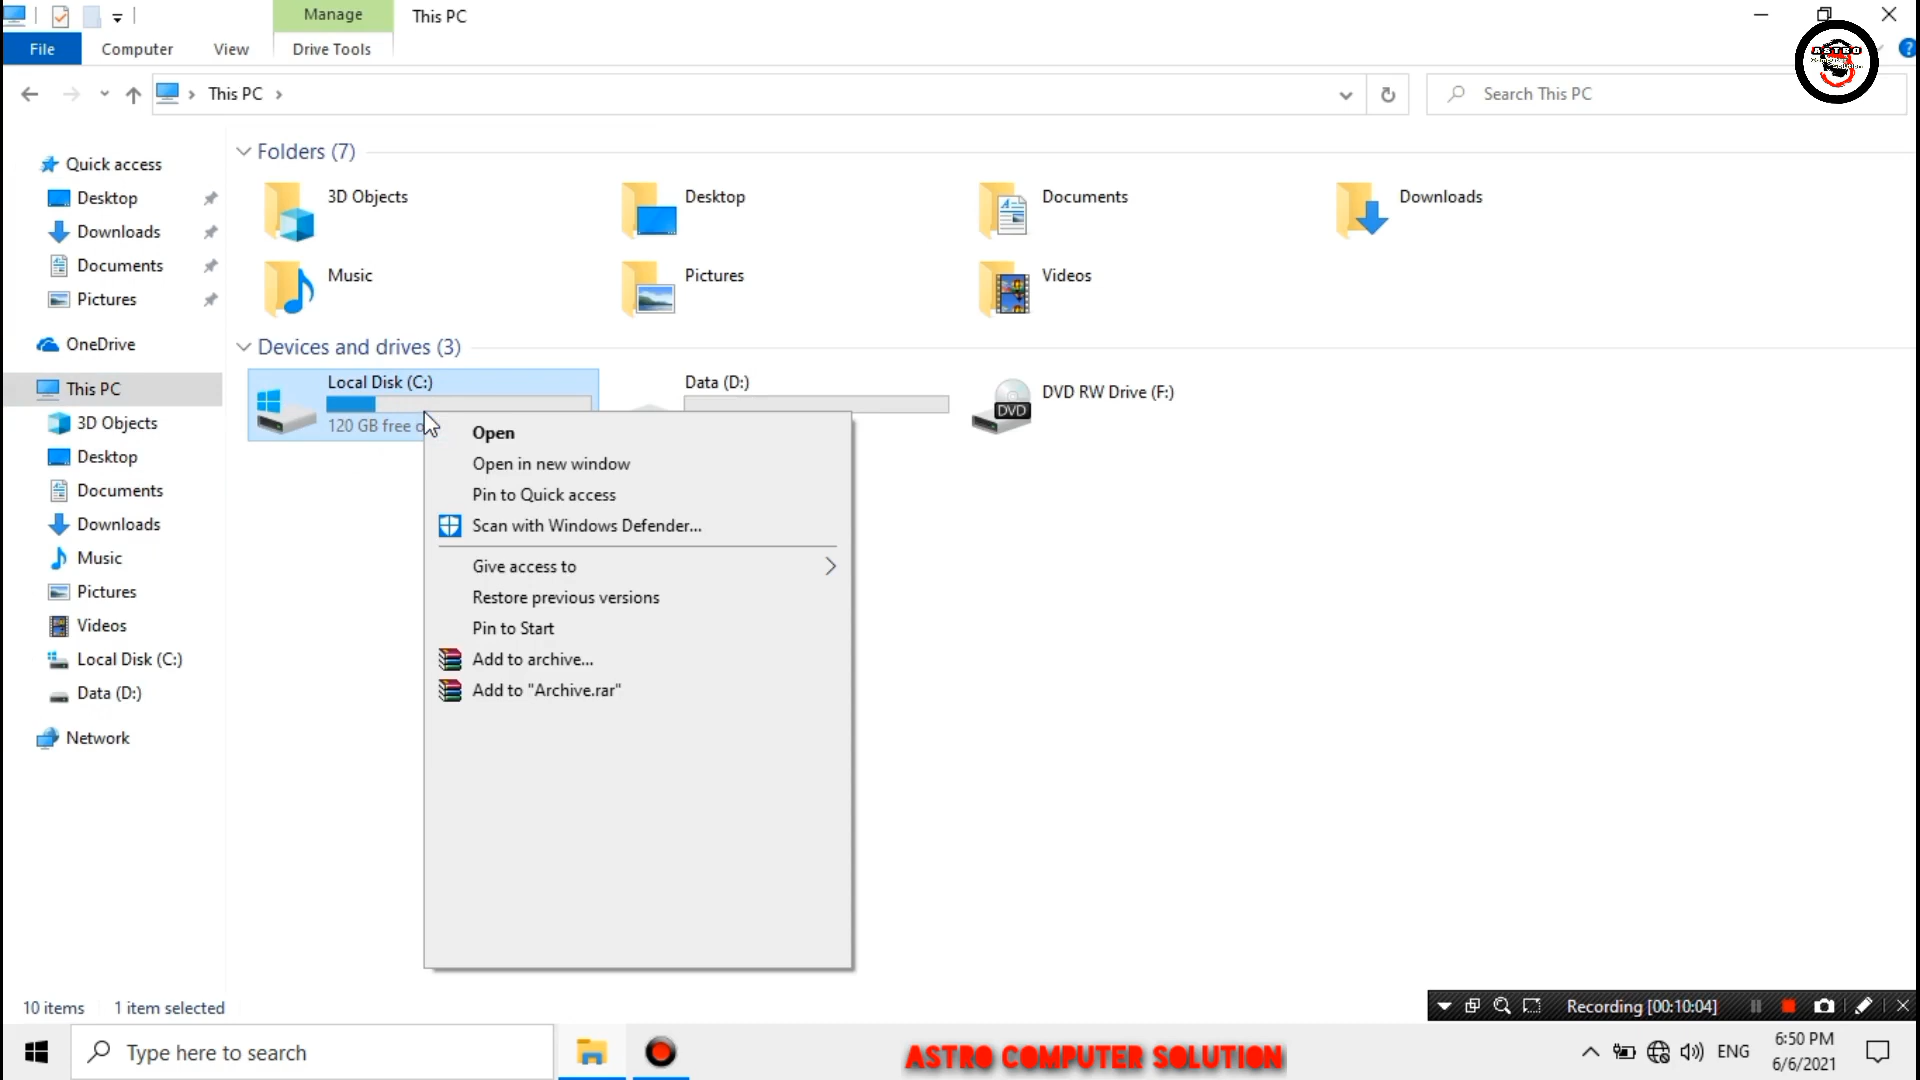 Manage
This PC
File
Computer
View
Drive Tools
This PC
Search This PC
ASTRO
Quick access
Desktop
Downloads
Documents
Pictures
OneDrive
This PC
3D Objects
Desktop
Documents
Downloads
Music
Pictures
Videos
Local Disk (C:)
Data (D:)
Network
Folders (7)
3D Objects
Desktop
Documents
Downloads
Music
Pictures
Videos
Devices and drives (3)
Local Disk (C:)
120 GB free
Data (D:)
DVD RW Drive (F:)
DVD
Open
Open in new window
Pin to Quick access
Scan with Windows Defender...
Give access to
Restore previous versions
Pin to Start
Add to archive...
Add to "Archive.rar"
10 items
1 item selected
Recording [00:10:04]
Type here to search
ASTRO COMPUTER SOLUTION
ENG
6:50 PM
6/6/2021